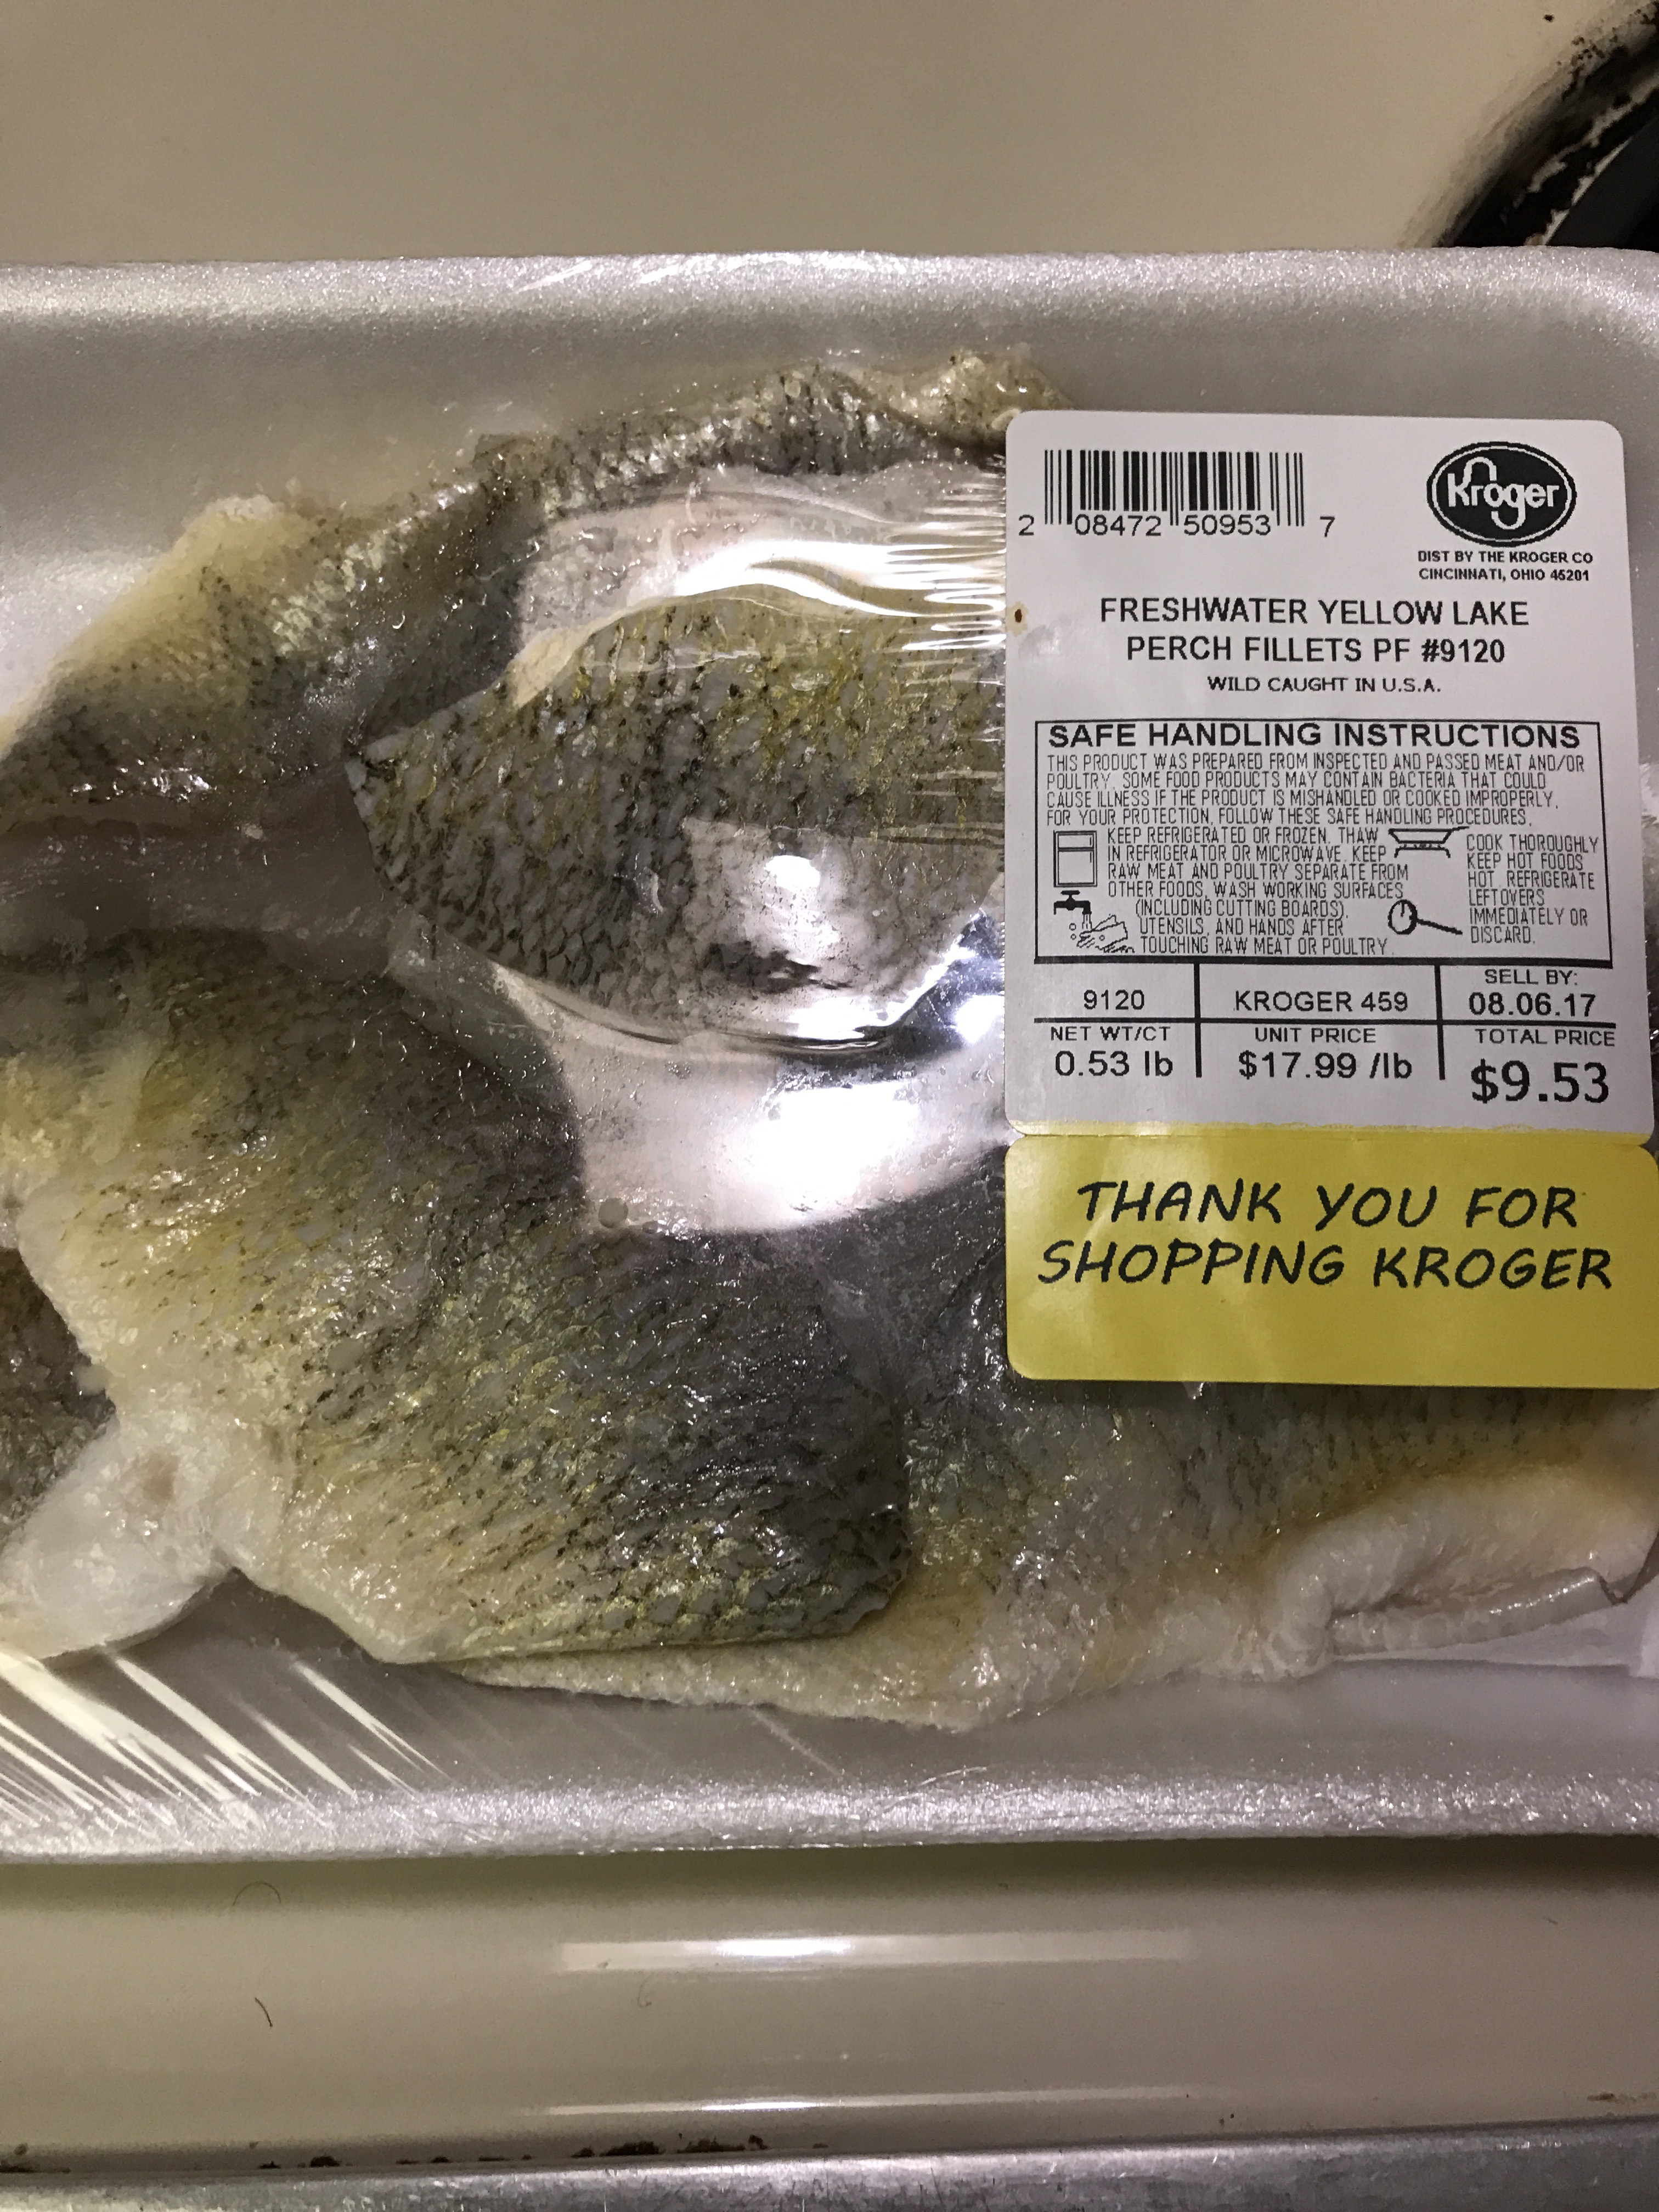 2 08472 50953 7
Kroger
DIST BY THE KROGER CO
CINCINNATI, OHIO 45201
FRESHWATER YELLOW LAKE
PERCH FILLETS PF #9120
WILD CAUGHT IN U.S.A.
SAFE HANDLING INSTRUCTIONS
THIS PRODUCT WAS PREPARED FROM INSPECTED AND PASSED MEAT AND/OR
POULTRY. SOME FOOD PRODUCTS MAY CONTAIN BACTERIA THAT COULD
CAUSE ILLNESS IF THE PRODUCT IS MISHANDLED OR COOKED IMPROPERLY.
FOR YOUR PROTECTION, FOLLOW THESE SAFE HANDLING PROCEDURES.
KEEP REFRIGERATED OR FROZEN. THAW
IN REFRIGERATOR OR MICROWAVE. KEEP
RAW MEAT AND POULTRY SEPARATE FROM
OTHER FOODS, WASH WORKING SURFACES
(INCLUDING CUTTING BOARDS),
UTENSILS, AND HANDS AFTER
TOUCHING RAW MEAT OR POULTRY.
COOK THOROUGHLY
KEEP HOT FOODS
HOT. REFRIGERATE
LEFTOVERS
IMMEDIATELY OR
DISCARD.
SELL BY:
9120 KROGER 459 08.06.17
NET WT/CT UNIT PRICE TOTAL PRICE
0.53 lb $17.99 /lb $9.53
THANK YOU FOR
SHOPPING KROGER